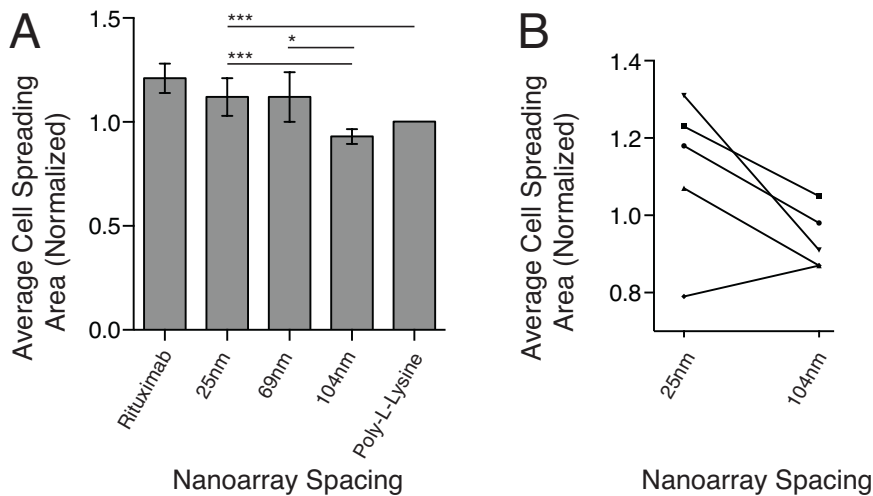 A
Average Cell Spreading
Area (Normalized)
1.5
1.0
0.5
0.0
***
*
***
Rituximab
25nm
69nm
104nm
Poly-L-Lysine
Nanoarray Spacing
B
Average Cell Spreading
Area (Normalized)
1.4
1.2
1.0
0.8
25nm
104nm
Nanoarray Spacing